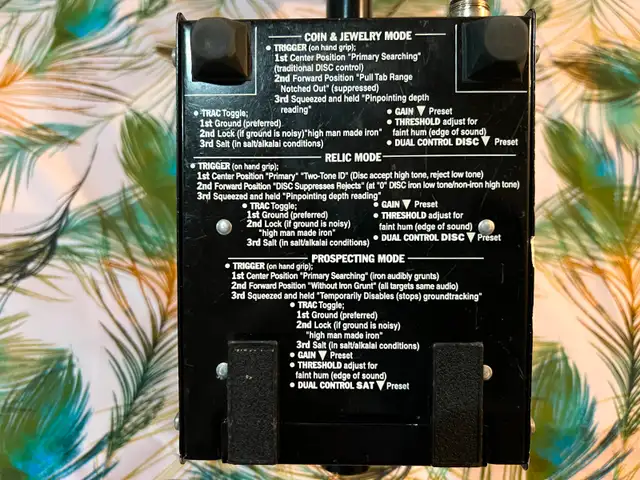 COIN & JEWELRY MODE
• TRIGGER (on hand grip);
1st Center Position "Primary Searching"
(traditional DISC control)
2nd Forward Position "Pull Tab Range
Notched Out" (suppressed)
3rd Squeezed and held "Pinpointing depth
reading"
• TRAC Toggle;
1st Ground (preferred)
2nd Lock (if ground is noisy)"high man made iron"
3rd Salt (in salt/alkalai conditions)
• GAIN ▼ Preset
• THRESHOLD adjust for
faint hum (edge of sound)
• DUAL CONTROL DISC ▼ Preset
RELIC MODE
• TRIGGER (on hand grip);
1st Center Position "Primary" "Two-Tone ID" (Disc accept high tone, reject low tone)
2nd Forward Position "DISC Suppresses Rejects" (at "0" DISC iron low tone/non-iron high tone)
3rd Squeezed and held "Pinpointing depth reading"
• TRAC Toggle;
1st Ground (preferred)
2nd Lock (if ground is noisy)
"high man made iron"
3rd Salt (in salt/alkalai conditions)
• GAIN ▼ Preset
• THRESHOLD adjust for
faint hum (edge of sound)
• DUAL CONTROL DISC ▼ Preset
PROSPECTING MODE
• TRIGGER (on hand grip);
1st Center Position "Primary Searching" (iron audibly grunts)
2nd Forward Position "Without Iron Grunt" (all targets same audio)
3rd Squeezed and held "Temporarily Disables (stops) groundtracking"
• TRAC Toggle;
1st Ground (preferred)
2nd Lock (if ground is noisy)
"high man made iron"
3rd Salt (in salt/alkalai conditions)
• GAIN ▼ Preset
• THRESHOLD adjust for
faint hum (edge of sound)
• DUAL CONTROL SAT ▼ Preset